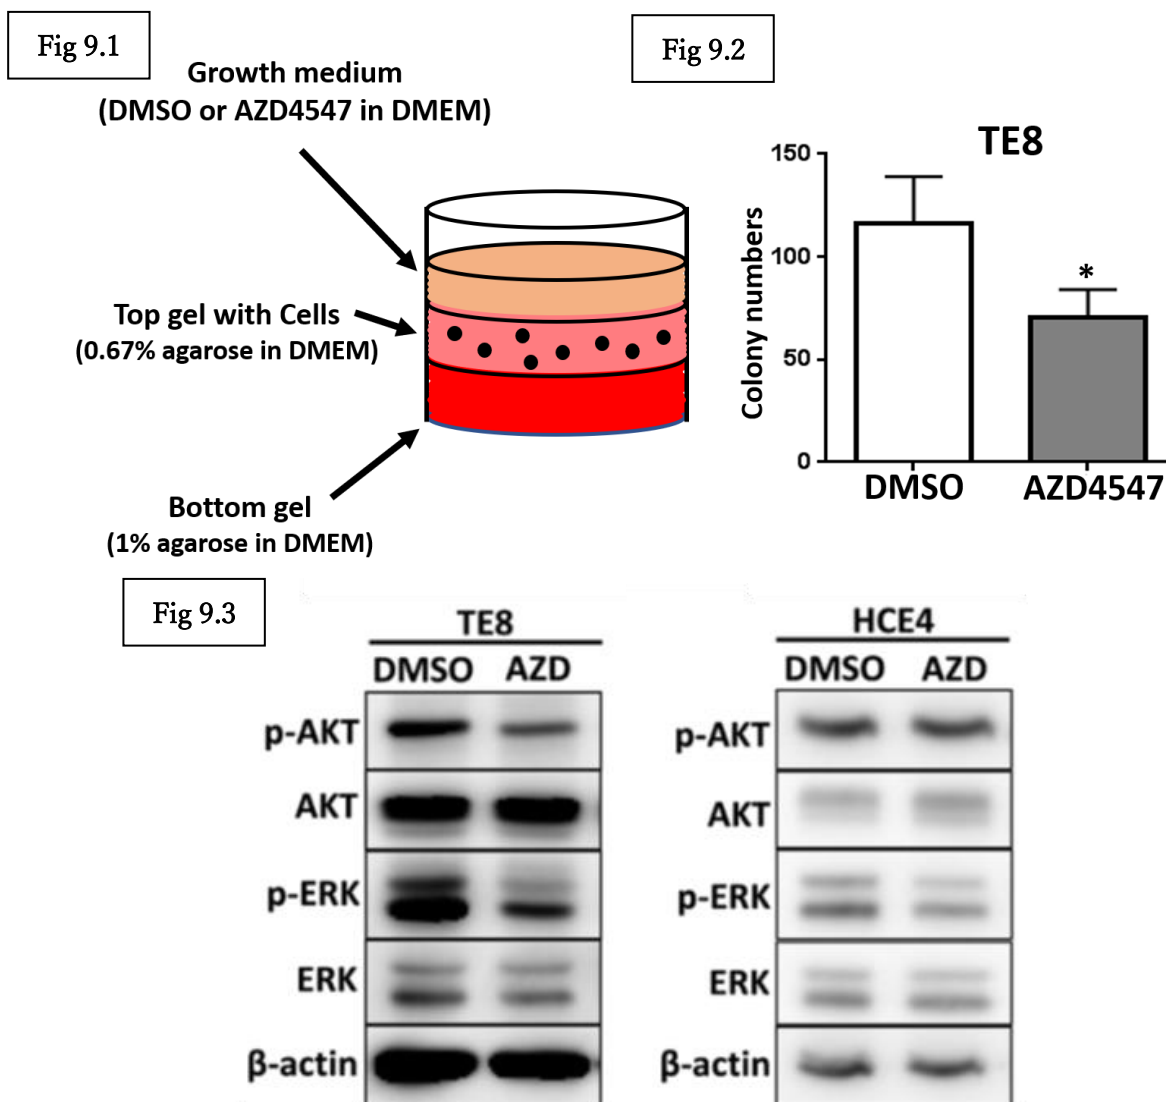 Fig 9.1
Growth medium
(DMSO or AZD4547 in DMEM)
Top gel with Cells
(0.67% agarose in DMEM)
Bottom gel
(1% agarose in DMEM)
Fig 9.2
TE8
Colony numbers
150
100
50
0
*
DMSO AZD4547
Fig 9.3
TE8
DMSO AZD
p-AKT
AKT
p-ERK
ERK
β-actin
HCE4
DMSO AZD
p-AKT
AKT
p-ERK
ERK
β-actin